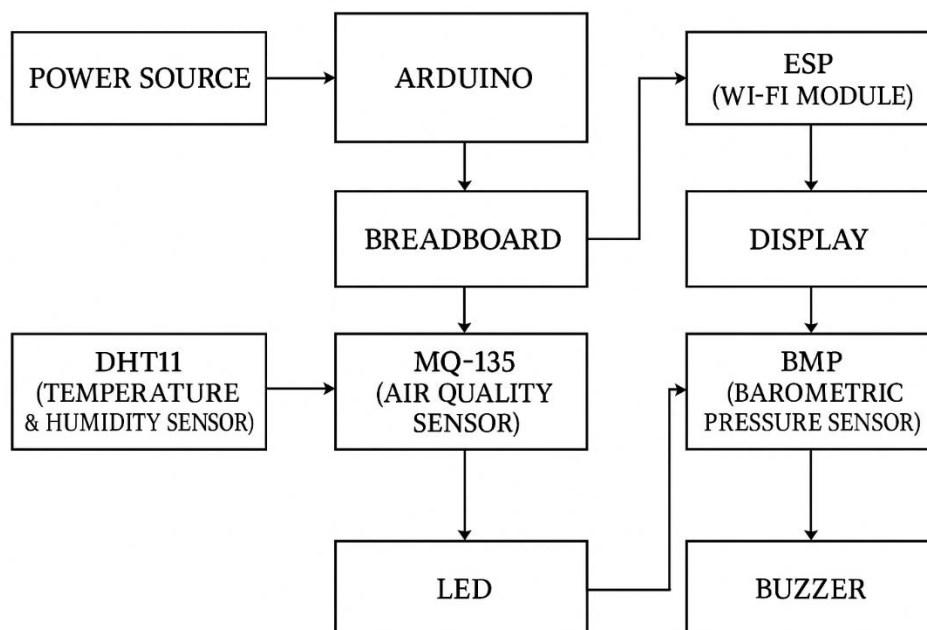 POWER SOURCE
ARDUINO
ESP
(WI-FI MODULE)
BREADBOARD
DISPLAY
DHT11
(TEMPERATURE
& HUMIDITY SENSOR)
MQ-135
(AIR QUALITY
SENSOR)
BMP
(BAROMETRIC
PRESSURE SENSOR)
LED
BUZZER